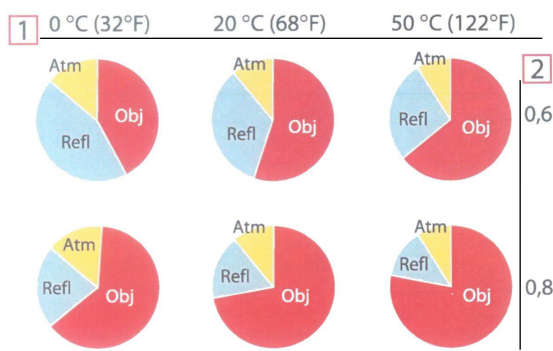 1 0 °C (32°F) 20 °C (68°F) 50 °C (122°F)
2
Atm Obj Refl
Atm Obj Refl
Atm Obj Refl
0,6
Atm Obj Refl
Atm Obj Refl
Atm Obj Refl
0,8